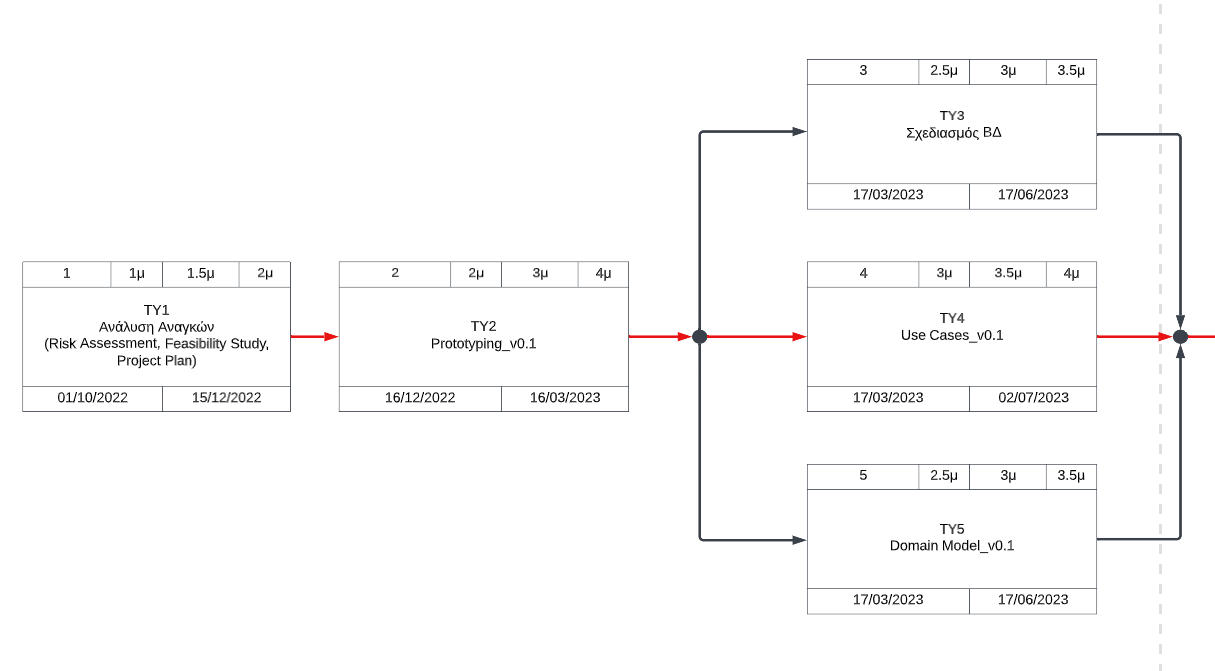 3 2.5μ 3μ 3.5μ
ΤΥ3
Σχεδιασμός ΒΔ
17/03/2023 17/06/2023
1 1μ 1.5μ 2μ
ΤΥ1
Ανάλυση Αναγκών
(Risk Assessment, Feasibility Study,
Project Plan)
01/10/2022 15/12/2022
2 2μ 3μ 4μ
ΤΥ2
Prototyping_v0.1
16/12/2022 16/03/2023
4 3μ 3.5μ 4μ
ΤΥ4
Use Cases_v0.1
17/03/2023 02/07/2023
5 2.5μ 3μ 3.5μ
ΤΥ5
Domain Model_v0.1
17/03/2023 17/06/2023